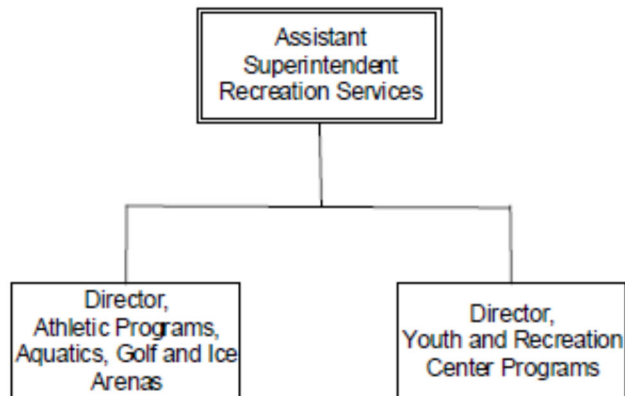 Assistant
Superintendent
Recreation Services
Director,
Athletic Programs,
Aquatics, Golf and Ice
Arenas
Director,
Youth and Recreation
Center Programs